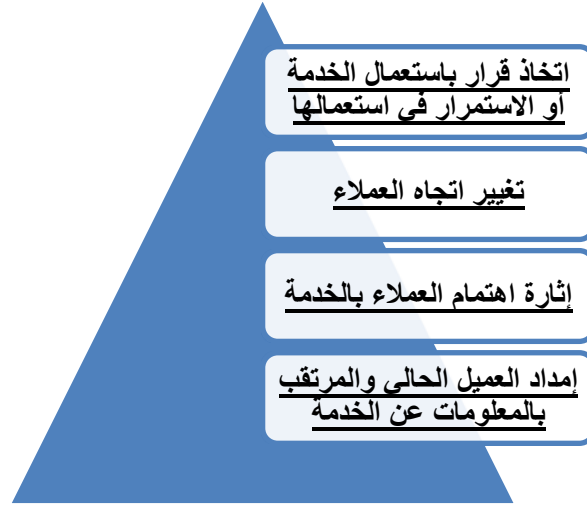 اتخاذ قرار باستعمال الخدمة
أو الاستمرار في استعمالها
تغيير اتجاه العملاء
إثارة اهتمام العملاء بالخدمة
إمداد العميل الحالي والمرتقب
بالمعلومات عن الخدمة